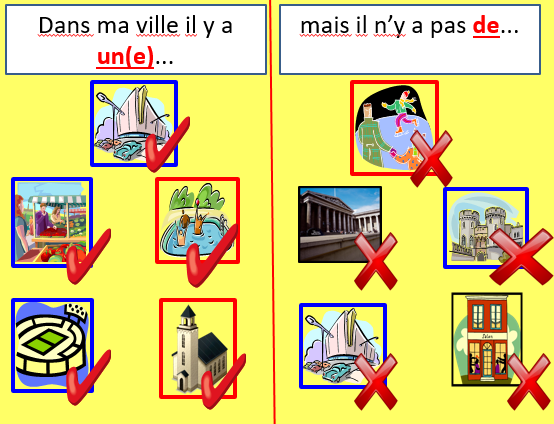 Dans ma ville il y a
un(e)...
mais il n'y a pas de...